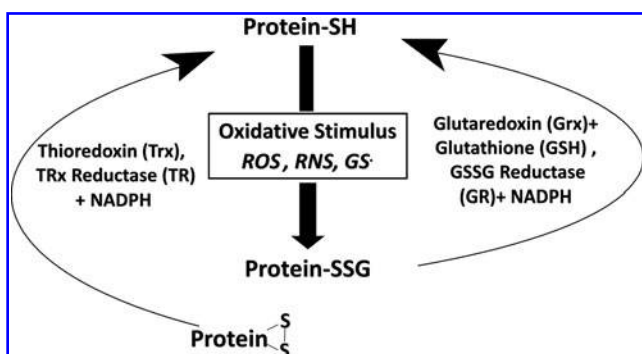 Protein-SH
Oxidative Stimulus
ROS, RNS, GS·
Thioredoxin (Trx),
TRx Reductase (TR)
+ NADPH
Glutaredoxin (Grx)+
Glutathione (GSH) ,
GSSG Reductase
(GR)+ NADPH
Protein-SSG
S
Protein
S